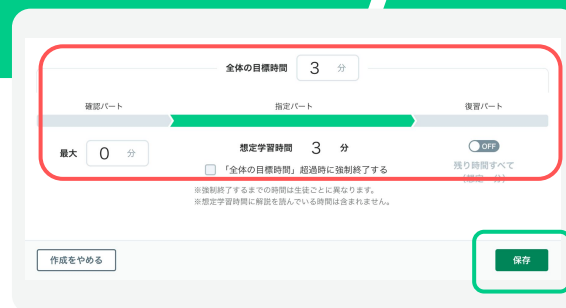 全体の目標時間 3 分
確認パート 指定パート 復習パート
最大 0 分 想定学習時間 3 分 OFF
「全体の目標時間」超過時に強制終了する 残り時間すべて
※強制終了するまでの時間は生徒ごとに異なります。
※想定学習時間に解説を読んでいる時間は含まれません。
作成をやめる 保存